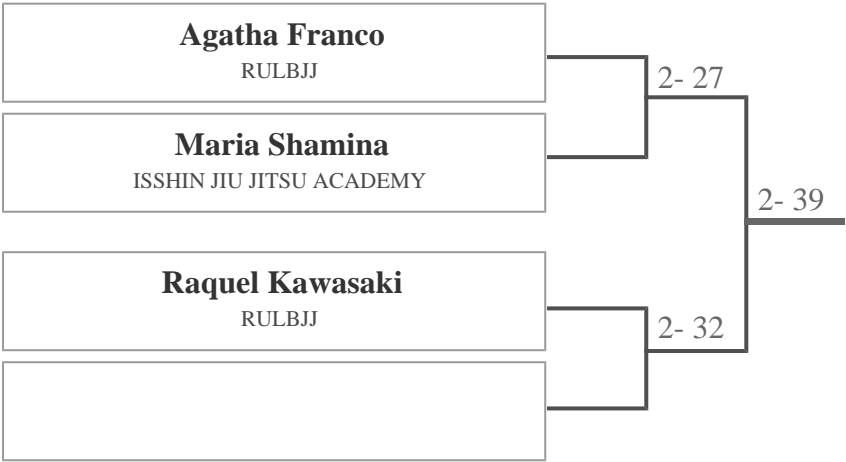 Agatha Franco
RULBJJ
2- 27
Maria Shamina
ISSHIN JIU JITSU ACADEMY
2- 39
Raquel Kawasaki
RULBJJ
2- 32